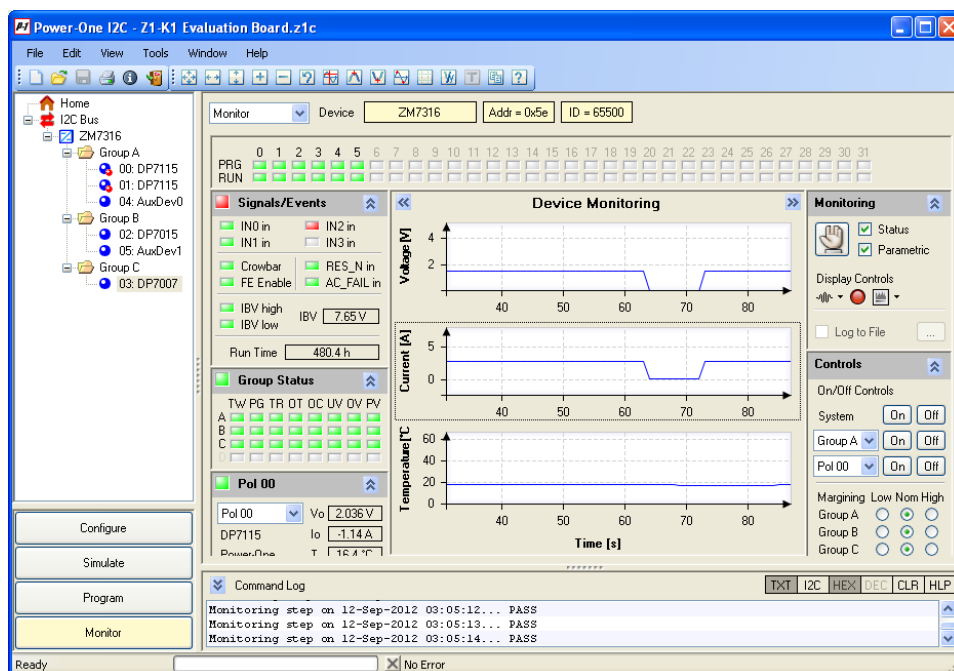 Power-One I2C - Z1-K1 Evaluation Board.z1c
File Edit View Tools Window Help
Home
I2C Bus
ZM7316
Group A
00: DP7115
01: DP7115
04: AuxDev0
Group B
02: DP7015
05: AuxDev1
Group C
03: DP7007
Configure
Simulate
Program
Monitor
Monitor Device ZM7316 Addr = 0x5e ID = 65500
0 1 2 3 4 5 6 7 8 9 10 11 12 13 14 15 16 17 18 19 20 21 22 23 24 25 26 27 28 29 30 31
PRG
RUN
Signals/Events
IN0 in IN2 in
IN1 in IN3 in
Crowbar RES_N in
FE Enable AC_FAIL in
IBV high
IBV low
IBV 7.65 V
Run Time 480.4 h
Group Status
TW PG TR OT OC UV OV PV
A
B
C
D
Pol 00
Pol 00 Vo 2.036 V
DP7115 Io -1.14 A
Power-One T 16.4 °C
Device Monitoring
Voltage [V]
4
2
40 50 60 70 80
Current [A]
5
0
40 50 60 70 80
Temperature [°C
60
40
20
0
40 50 60 70 80
Time [s]
Monitoring
Status
Parametric
Display Controls
Log to File ...
Controls
On/Off Controls
System On Off
Group A On Off
Pol 00 On Off
Margining Low Nom High
Group A
Group B
Group C
Command Log TXT I2C HEX DEC CLR HLP
Monitoring step on 12-Sep-2012 03:05:12... PASS
Monitoring step on 12-Sep-2012 03:05:13... PASS
Monitoring step on 12-Sep-2012 03:05:14... PASS
Ready No Error